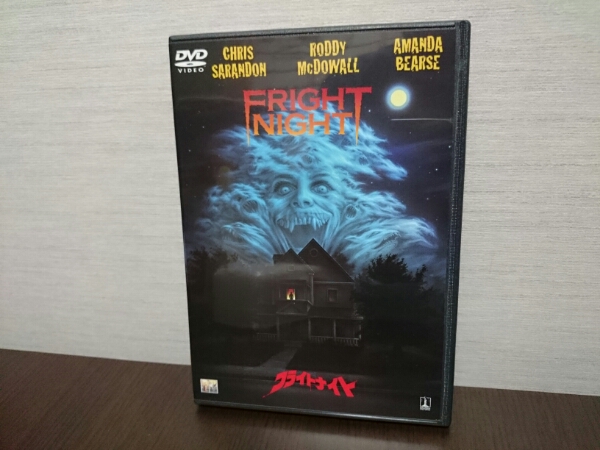 DVD
VIDEO
CHRIS
SARANDON
RODDY
McDOWALL
AMANDA
BEARSE
FRIGHT
NIGHT
フライトナイト